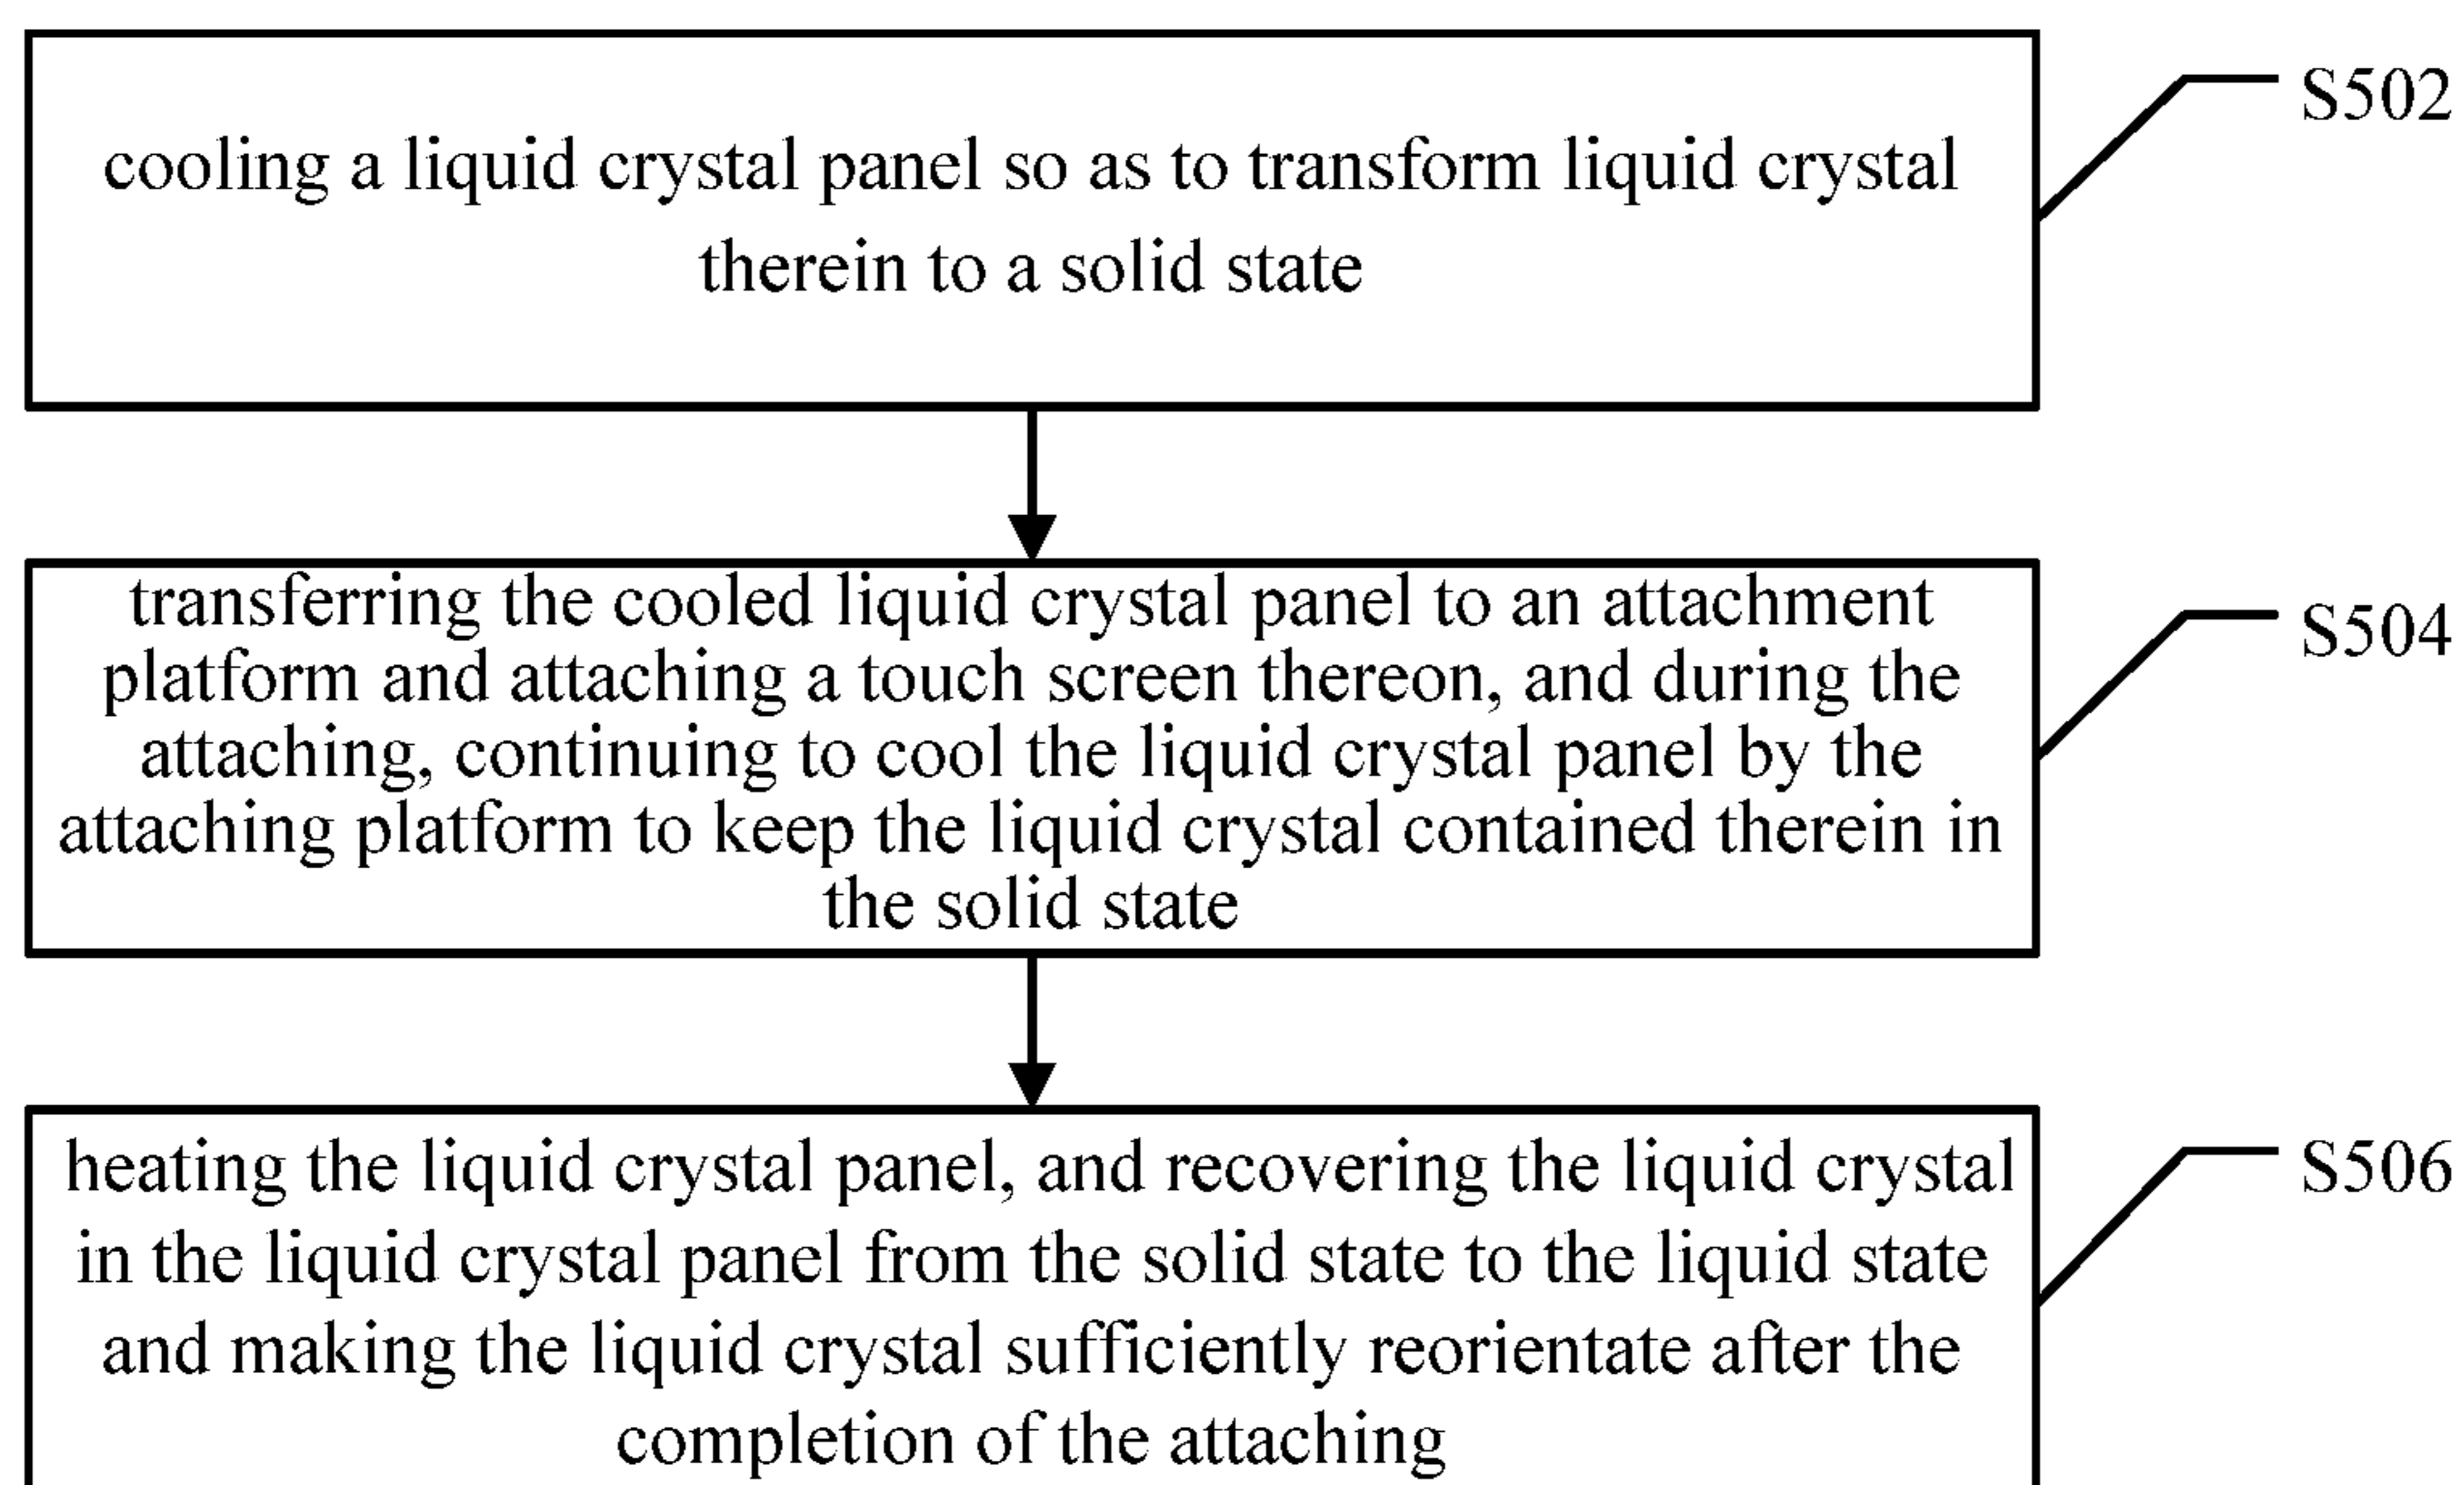 cooling a liquid crystal panel so as to transform liquid crystal
therein to a solid state
S502
transferring the cooled liquid crystal panel to an attachment
platform and attaching a touch screen thereon, and during the
attaching, continuing to cool the liquid crystal panel by the
attaching platform to keep the liquid crystal contained therein in
the solid state
S504
heating the liquid crystal panel, and recovering the liquid crystal
in the liquid crystal panel from the solid state to the liquid state
and making the liquid crystal sufficiently reorientate after the
completion of the attaching
S506